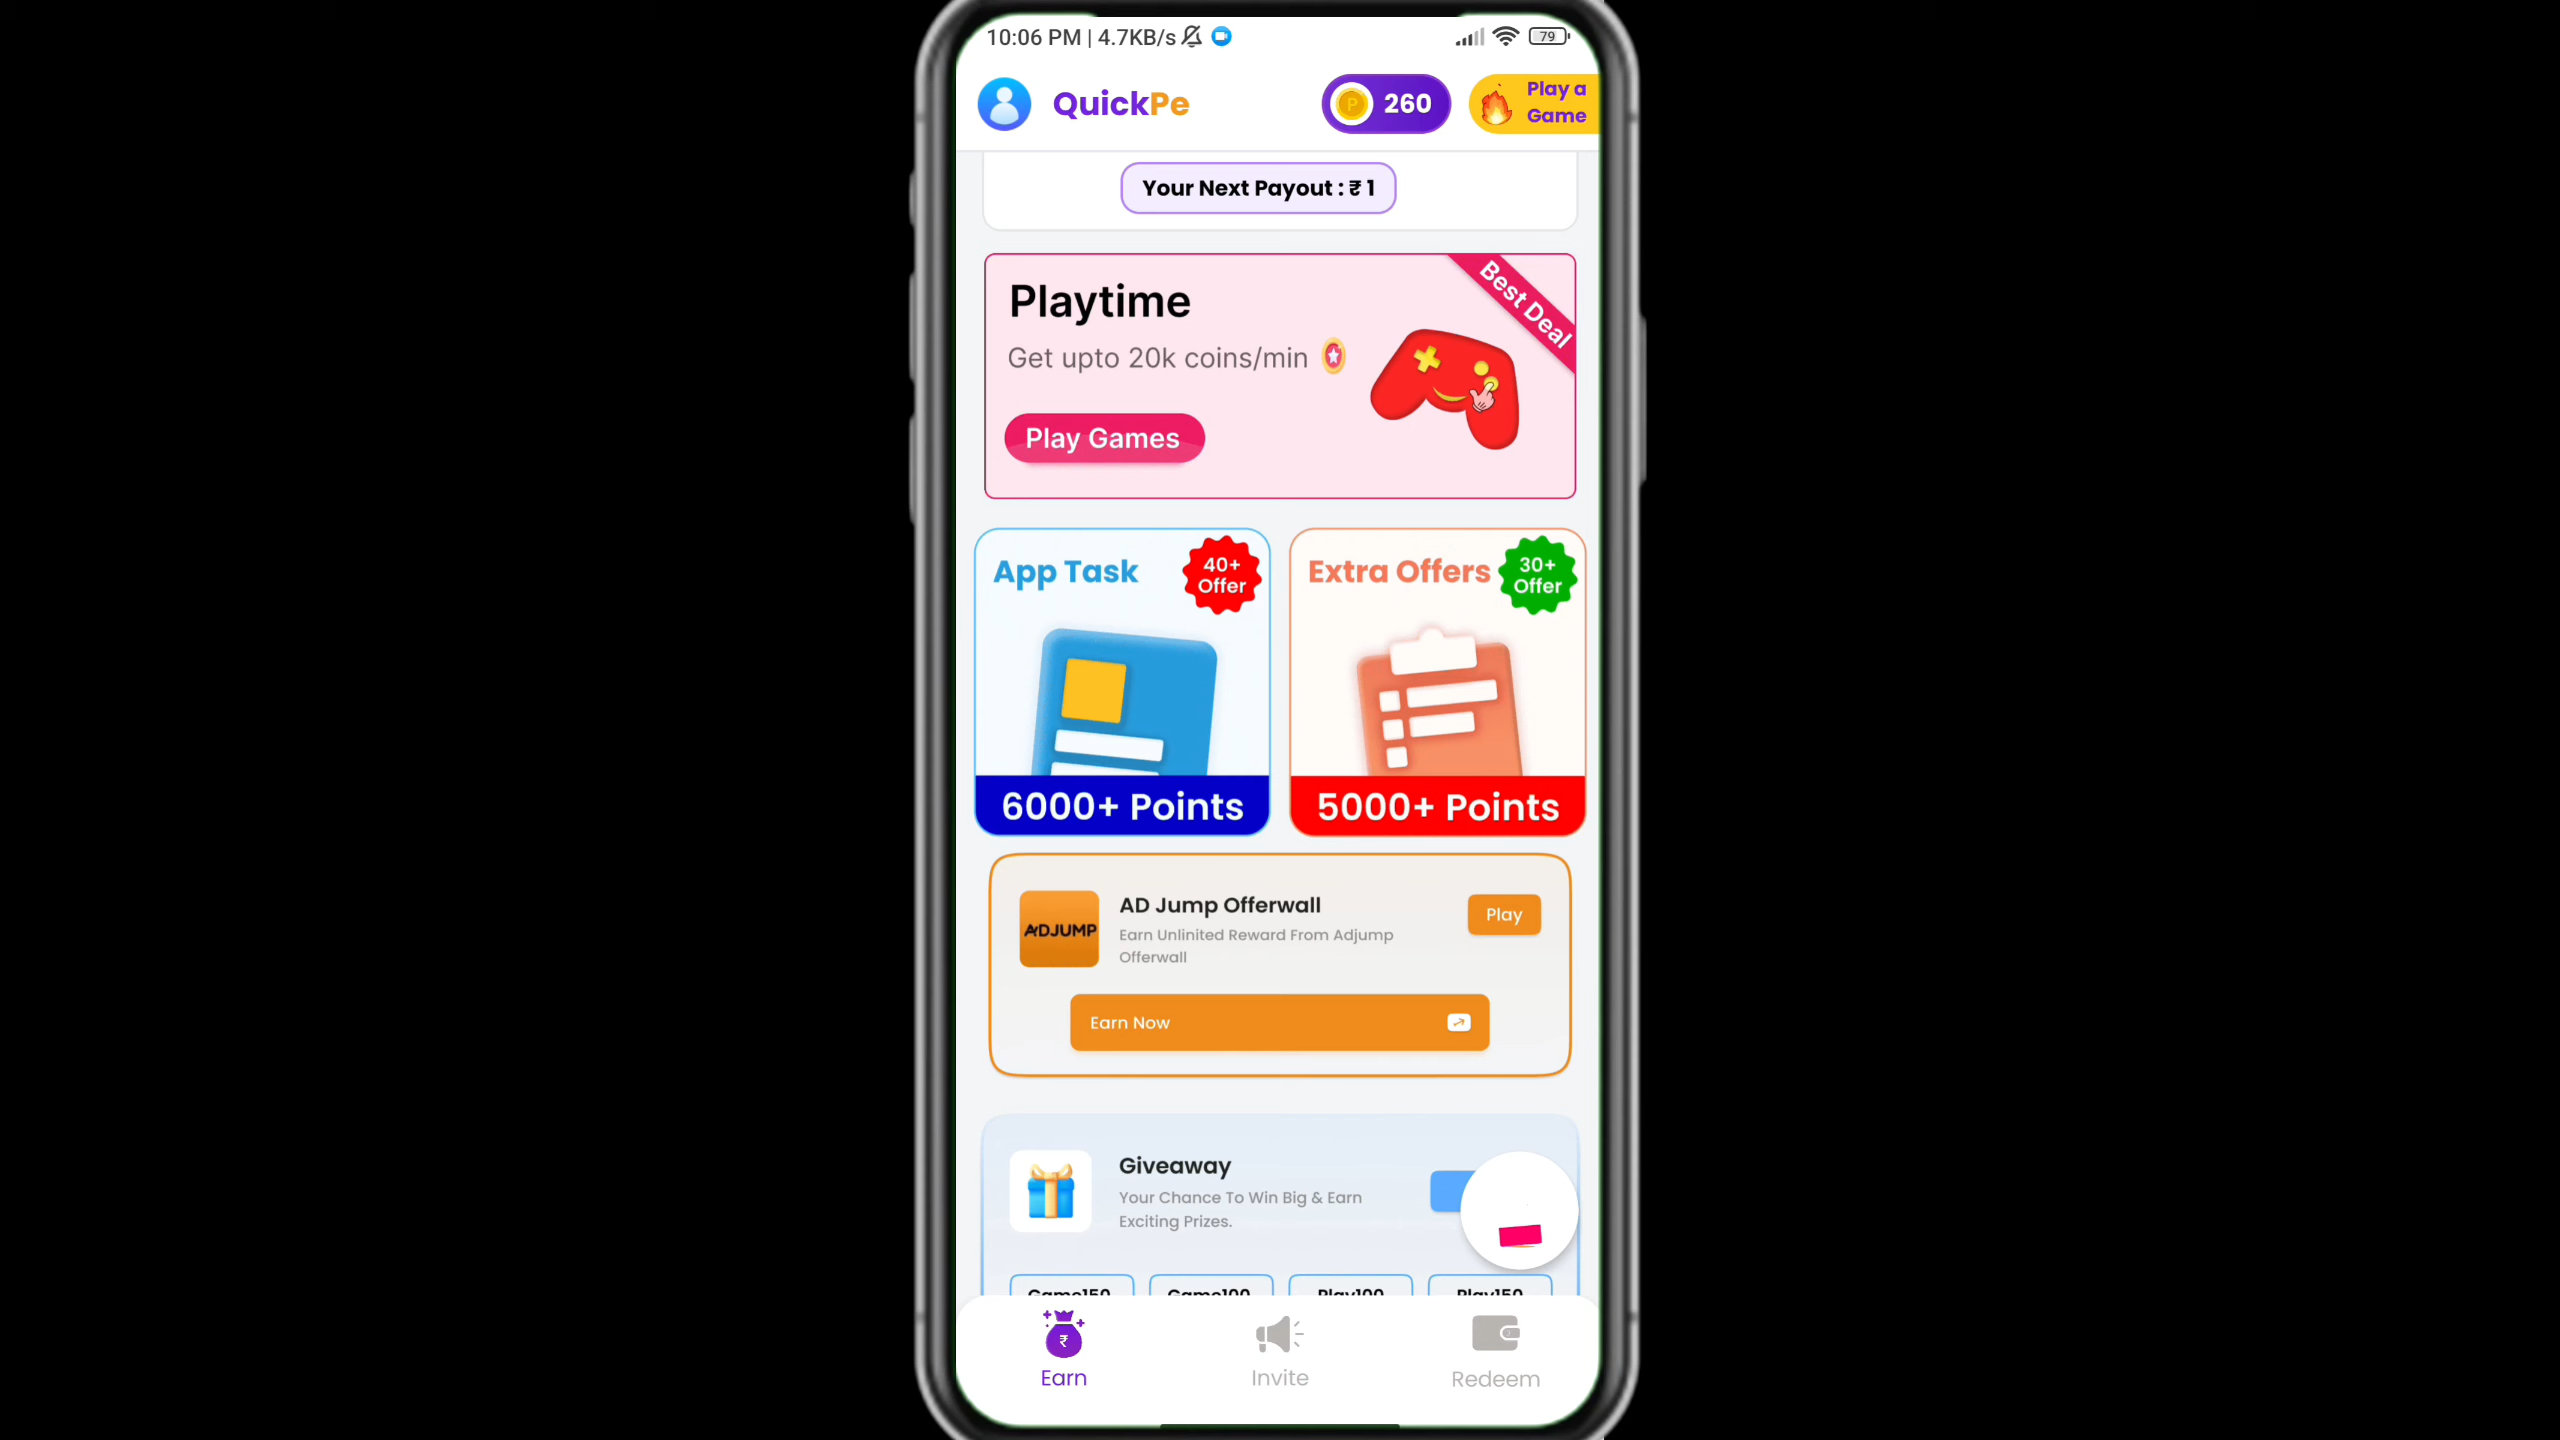 10:06 PM | 4.7KB/s
79
QuickPe
P
260
Play a
Game
Your Next Payout : ₹ 1
Playtime
Get upto 20k coins/min
Best Deal
Play Games
App Task
40+
Offer
Extra Offers
30+
Offer
6000+ Points
5000+ Points
ADJUMP
AD Jump Offerwall
Earn Unlinited Reward From Adjump
Offerwall
Play
Earn Now
Giveaway
Your Chance To Win Big & Earn
Exciting Prizes.
Game150
Game100
Play100
Play150
₹
Earn
Invite
Redeem